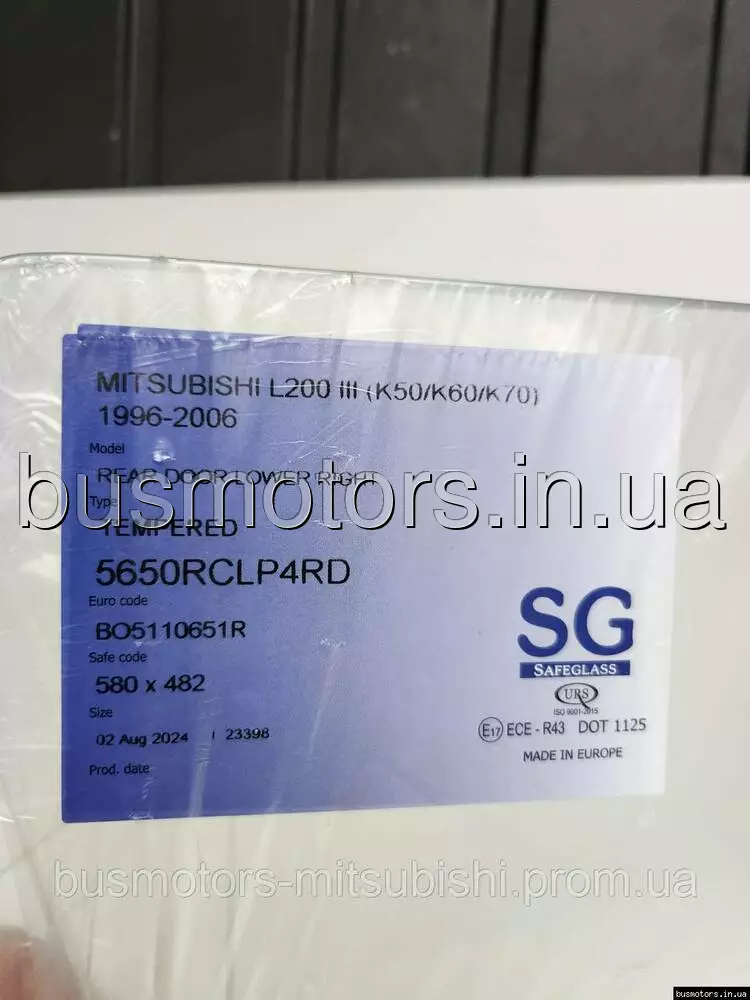 MITSUBISHI L200 III (K50/K60/K70)
1996-2006
Model
REAR DOOR LOWER RIGHT
Type
busmotors.in.ua
TEMPERED
5650RCLP4RD
Euro code
BO5110651R
Safe code
580 x 482
Size
02 Aug 2024 | 23398
Prod. date
SG
SAFEGLASS
URS
ISO 9001-2015
E17 ECE - R43 DOT 1125
MADE IN EUROPE
busmotors-mitsubishi.prom.ua
busmotors.in.ua